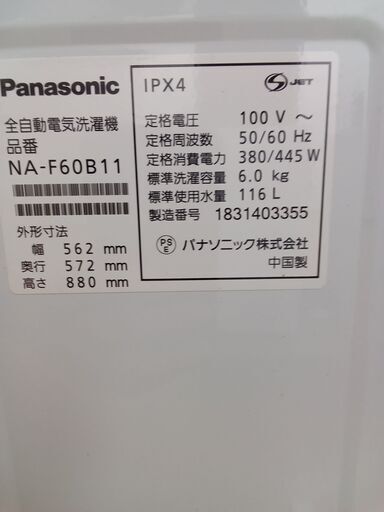 Panasonic
全自動電気洗濯機
品番
NA-F60B11
外形寸法
幅 562 mm
奥行 572 mm
高さ 880 mm
IPX4
S JET
定格電圧 100 V ～
定格周波数 50/60 Hz
定格消費電力 380/445 W
標準洗濯容量 6.0 kg
標準使用水量 116 L
製造番号 1831403355
PS E パナソニック株式会社
中国製